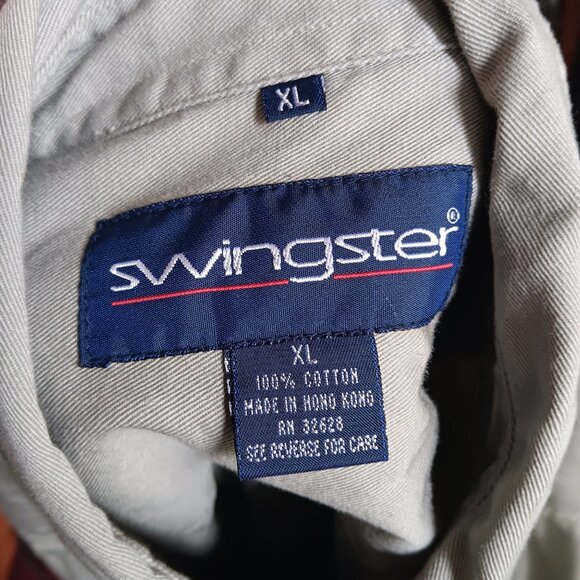 XL
swingster®
XL
100% COTTON
MADE IN HONG KONG
RN 32628
SEE REVERSE FOR CARE